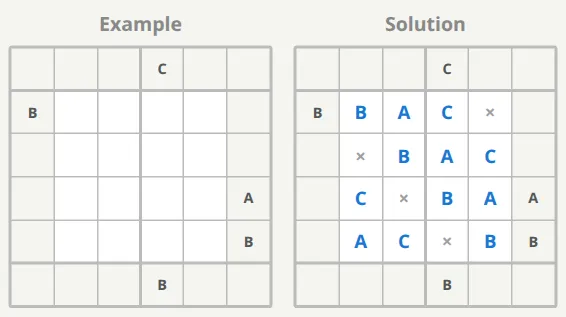 Example Solution
C C
B B B A C ×
× B A C
A C × B A A
B A C × B B
B B